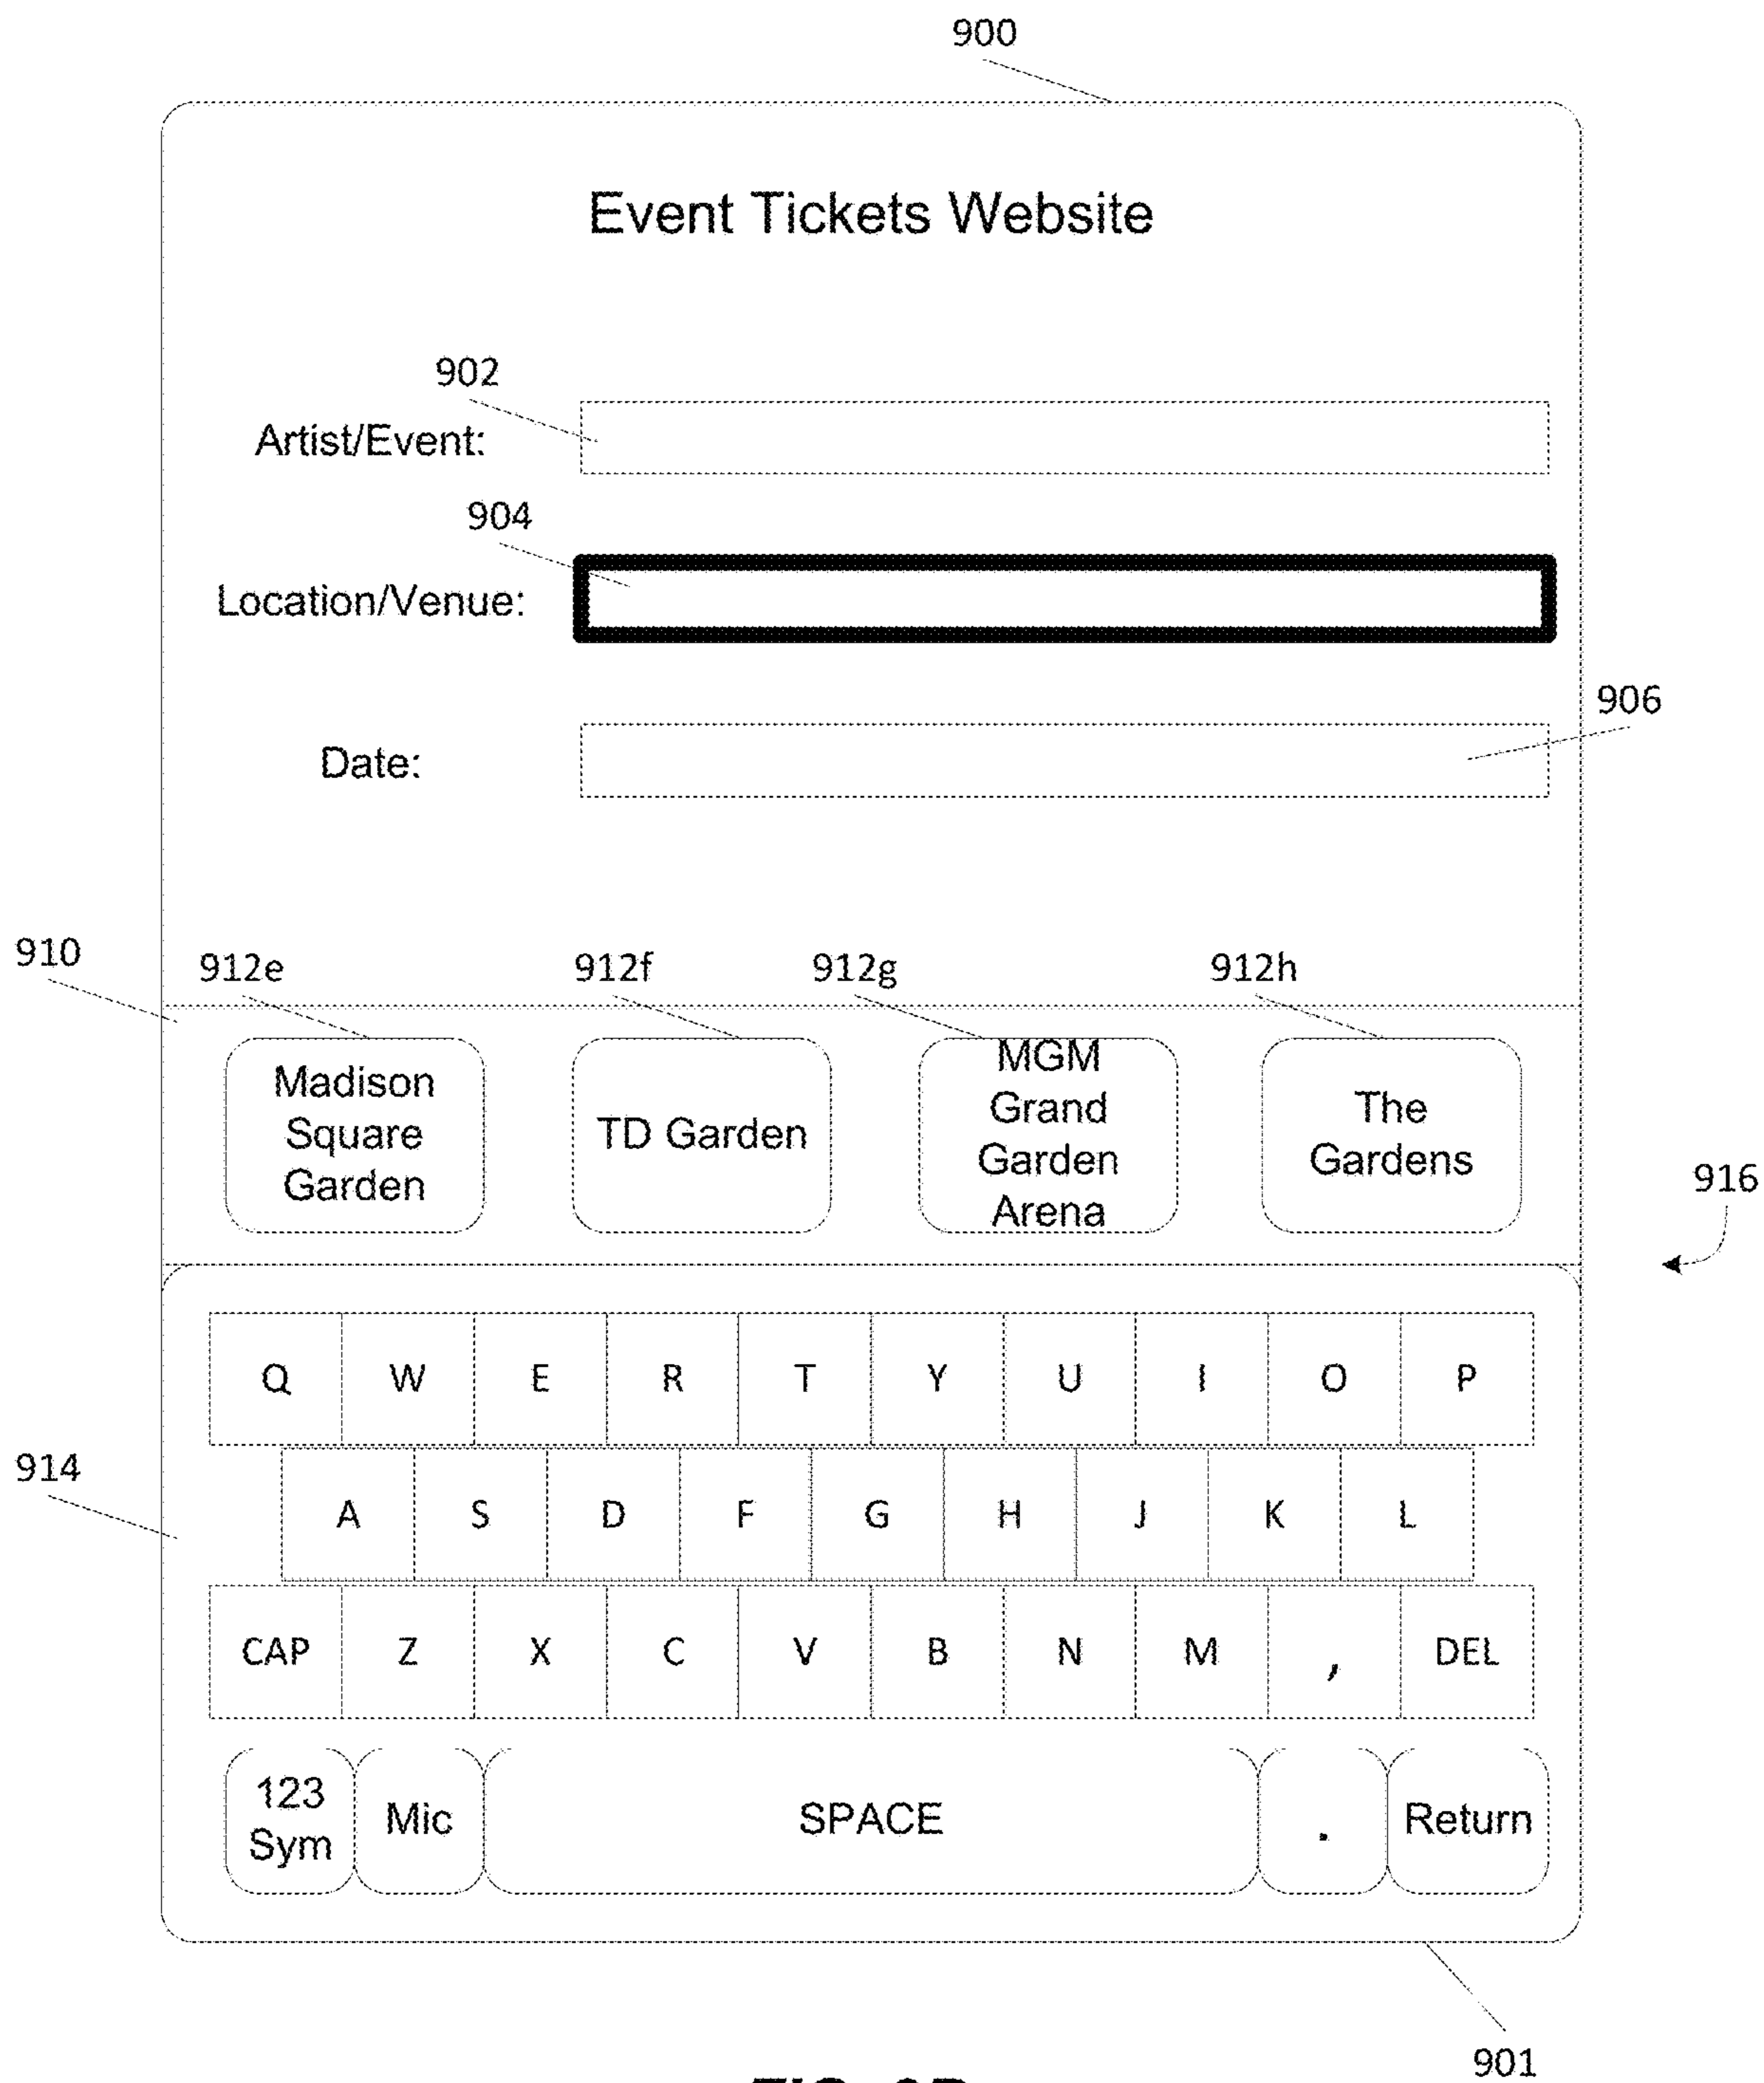 900
Event Tickets Website
902
Artist/Event:
904
Location/Venue:
906
Date:
910
912e
912f
912g
912h
Madison
Square
Garden
TD Garden
MGM
Grand
Garden
Arena
The
Gardens
916
Q W E R T Y U I O P
914
A S D F G H J K L
CAP Z X C V B N M , DEL
123
Sym
Mic
SPACE
.
Return
901